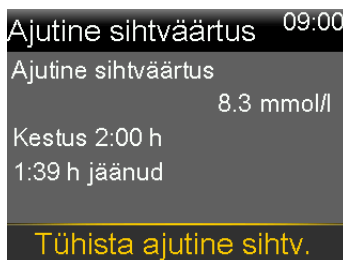 Ajutine sihtväärtus 09:00
Ajutine sihtväärtus
8.3 mmol/l
Kestus 2:00 h
1:39 h jäänud
Tühista ajutine sihtv.